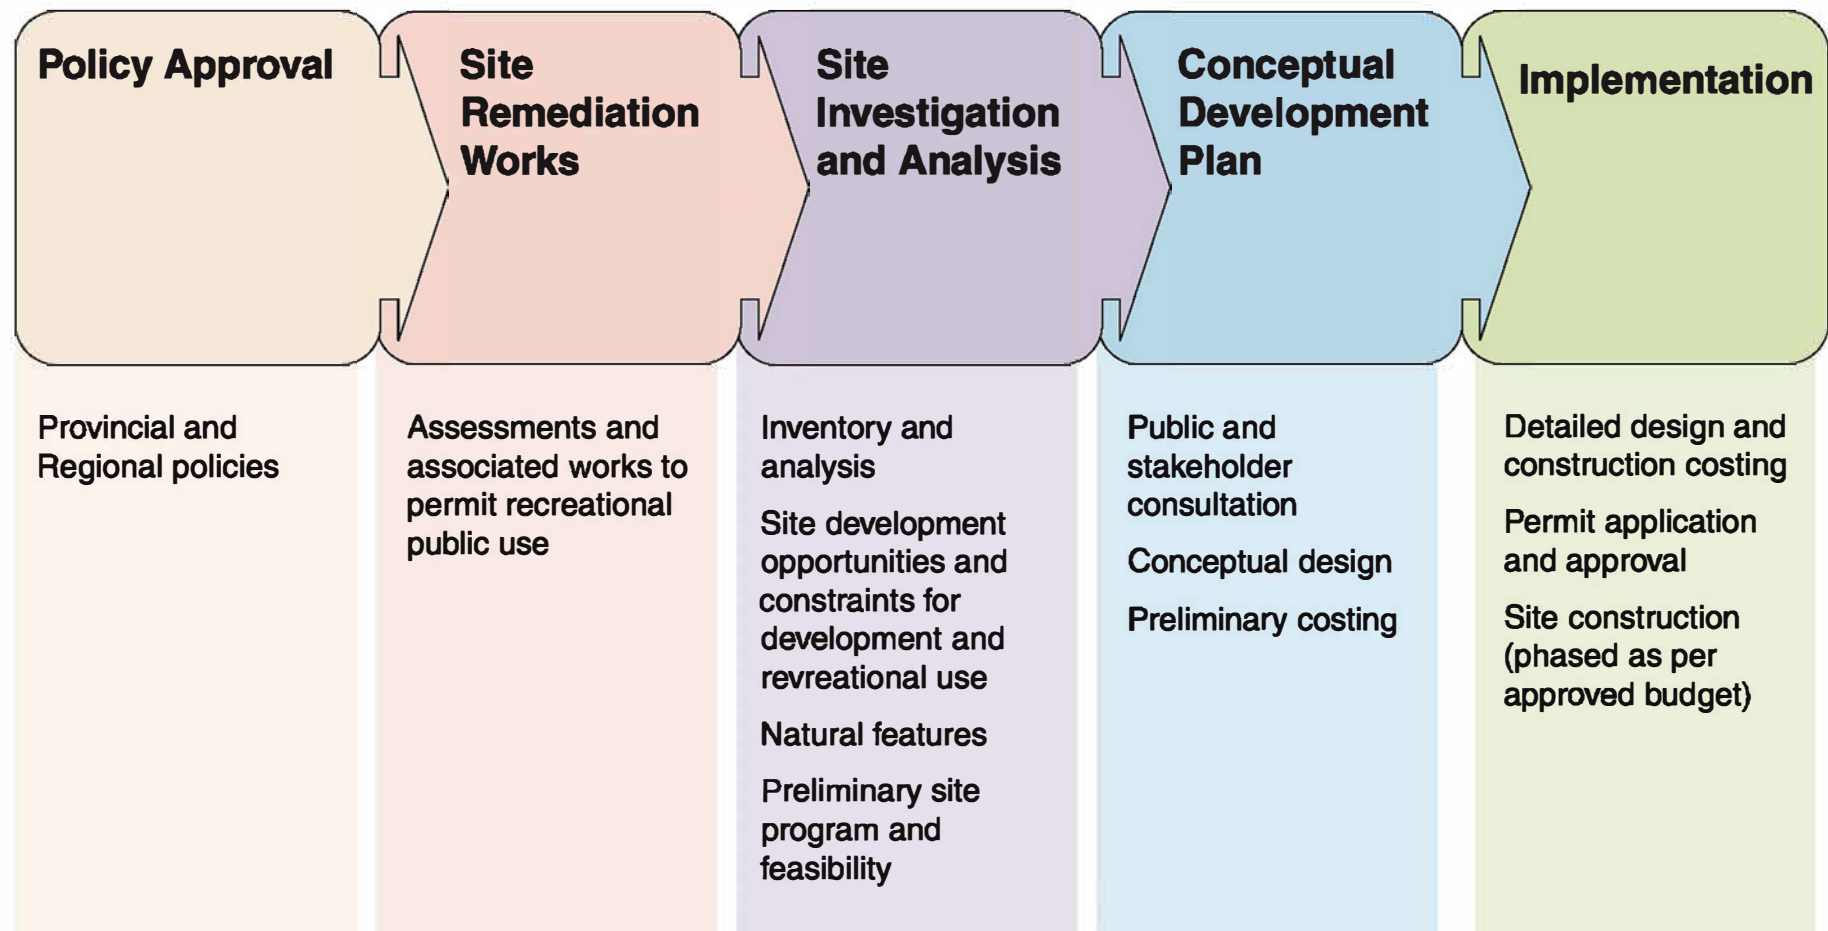 Policy Approval
Site
Remediation
Works
Site
Investigation
and Analysis
Conceptual
Development
Plan
Implementation
Provincial and
Regional policies
Assessments and
associated works to
permit recreational
public use
Inventory and
analysis
Site development
opportunities and
constraints for
development and
revreational use
Natural features
Preliminary site
program and
feasibility
Public and
stakeholder
consultation
Conceptual design
Preliminary costing
Detailed design and
construction costing
Permit application
and approval
Site construction
(phased as per
approved budget)